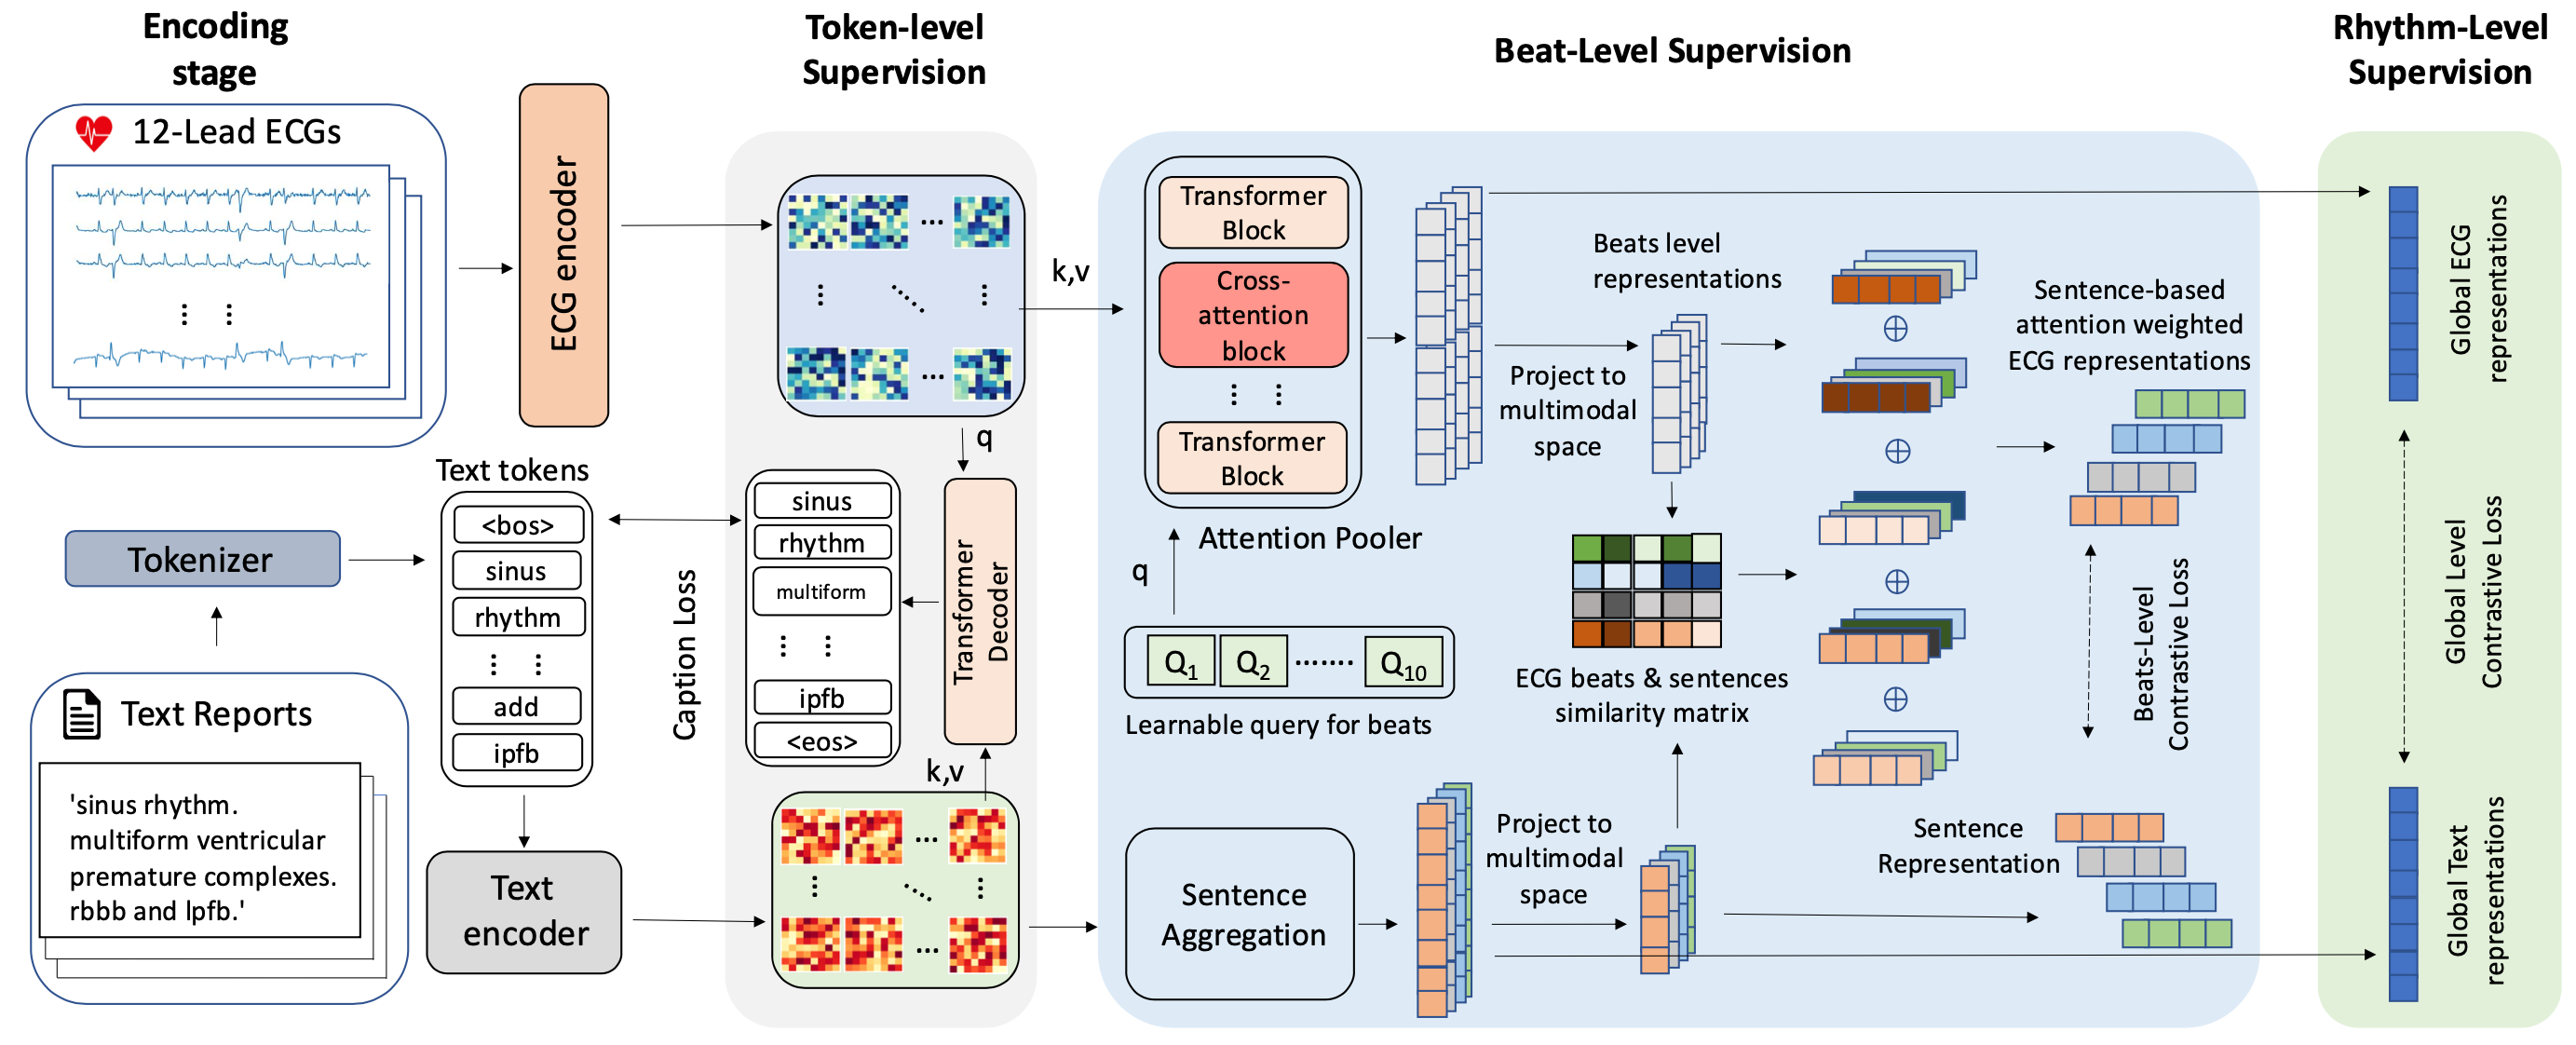 Encoding
stage
12-Lead ECGs
ECG encoder
Text tokens
Tokenizer
<bos>
sinus
rhythm
add
ipfb
Text Reports
'sinus rhythm.
multiform ventricular
premature complexes.
rbbb and lpfb.'
Text
encoder
Caption Loss
Token-level
Supervision
q
sinus
rhythm
multiform
ipfb
<eos>
Transformer
Decoder
k,v
k,v
Beat-Level Supervision
Transformer
Block
Cross-
attention
block
Transformer
Block
Attention Pooler
q
Q1 Q2 ....... Q10
Learnable query for beats
Sentence
Aggregation
Beats level
representations
Project to
multimodal
space
ECG beats & sentences
similarity matrix
Project to
multimodal
space
Sentence-based
attention weighted
ECG representations
Beats-Level
Contrastive Loss
Sentence
Representation
Rhythm-Level
Supervision
Global ECG
representations
Global Level
Contrastive Loss
Global Text
representations